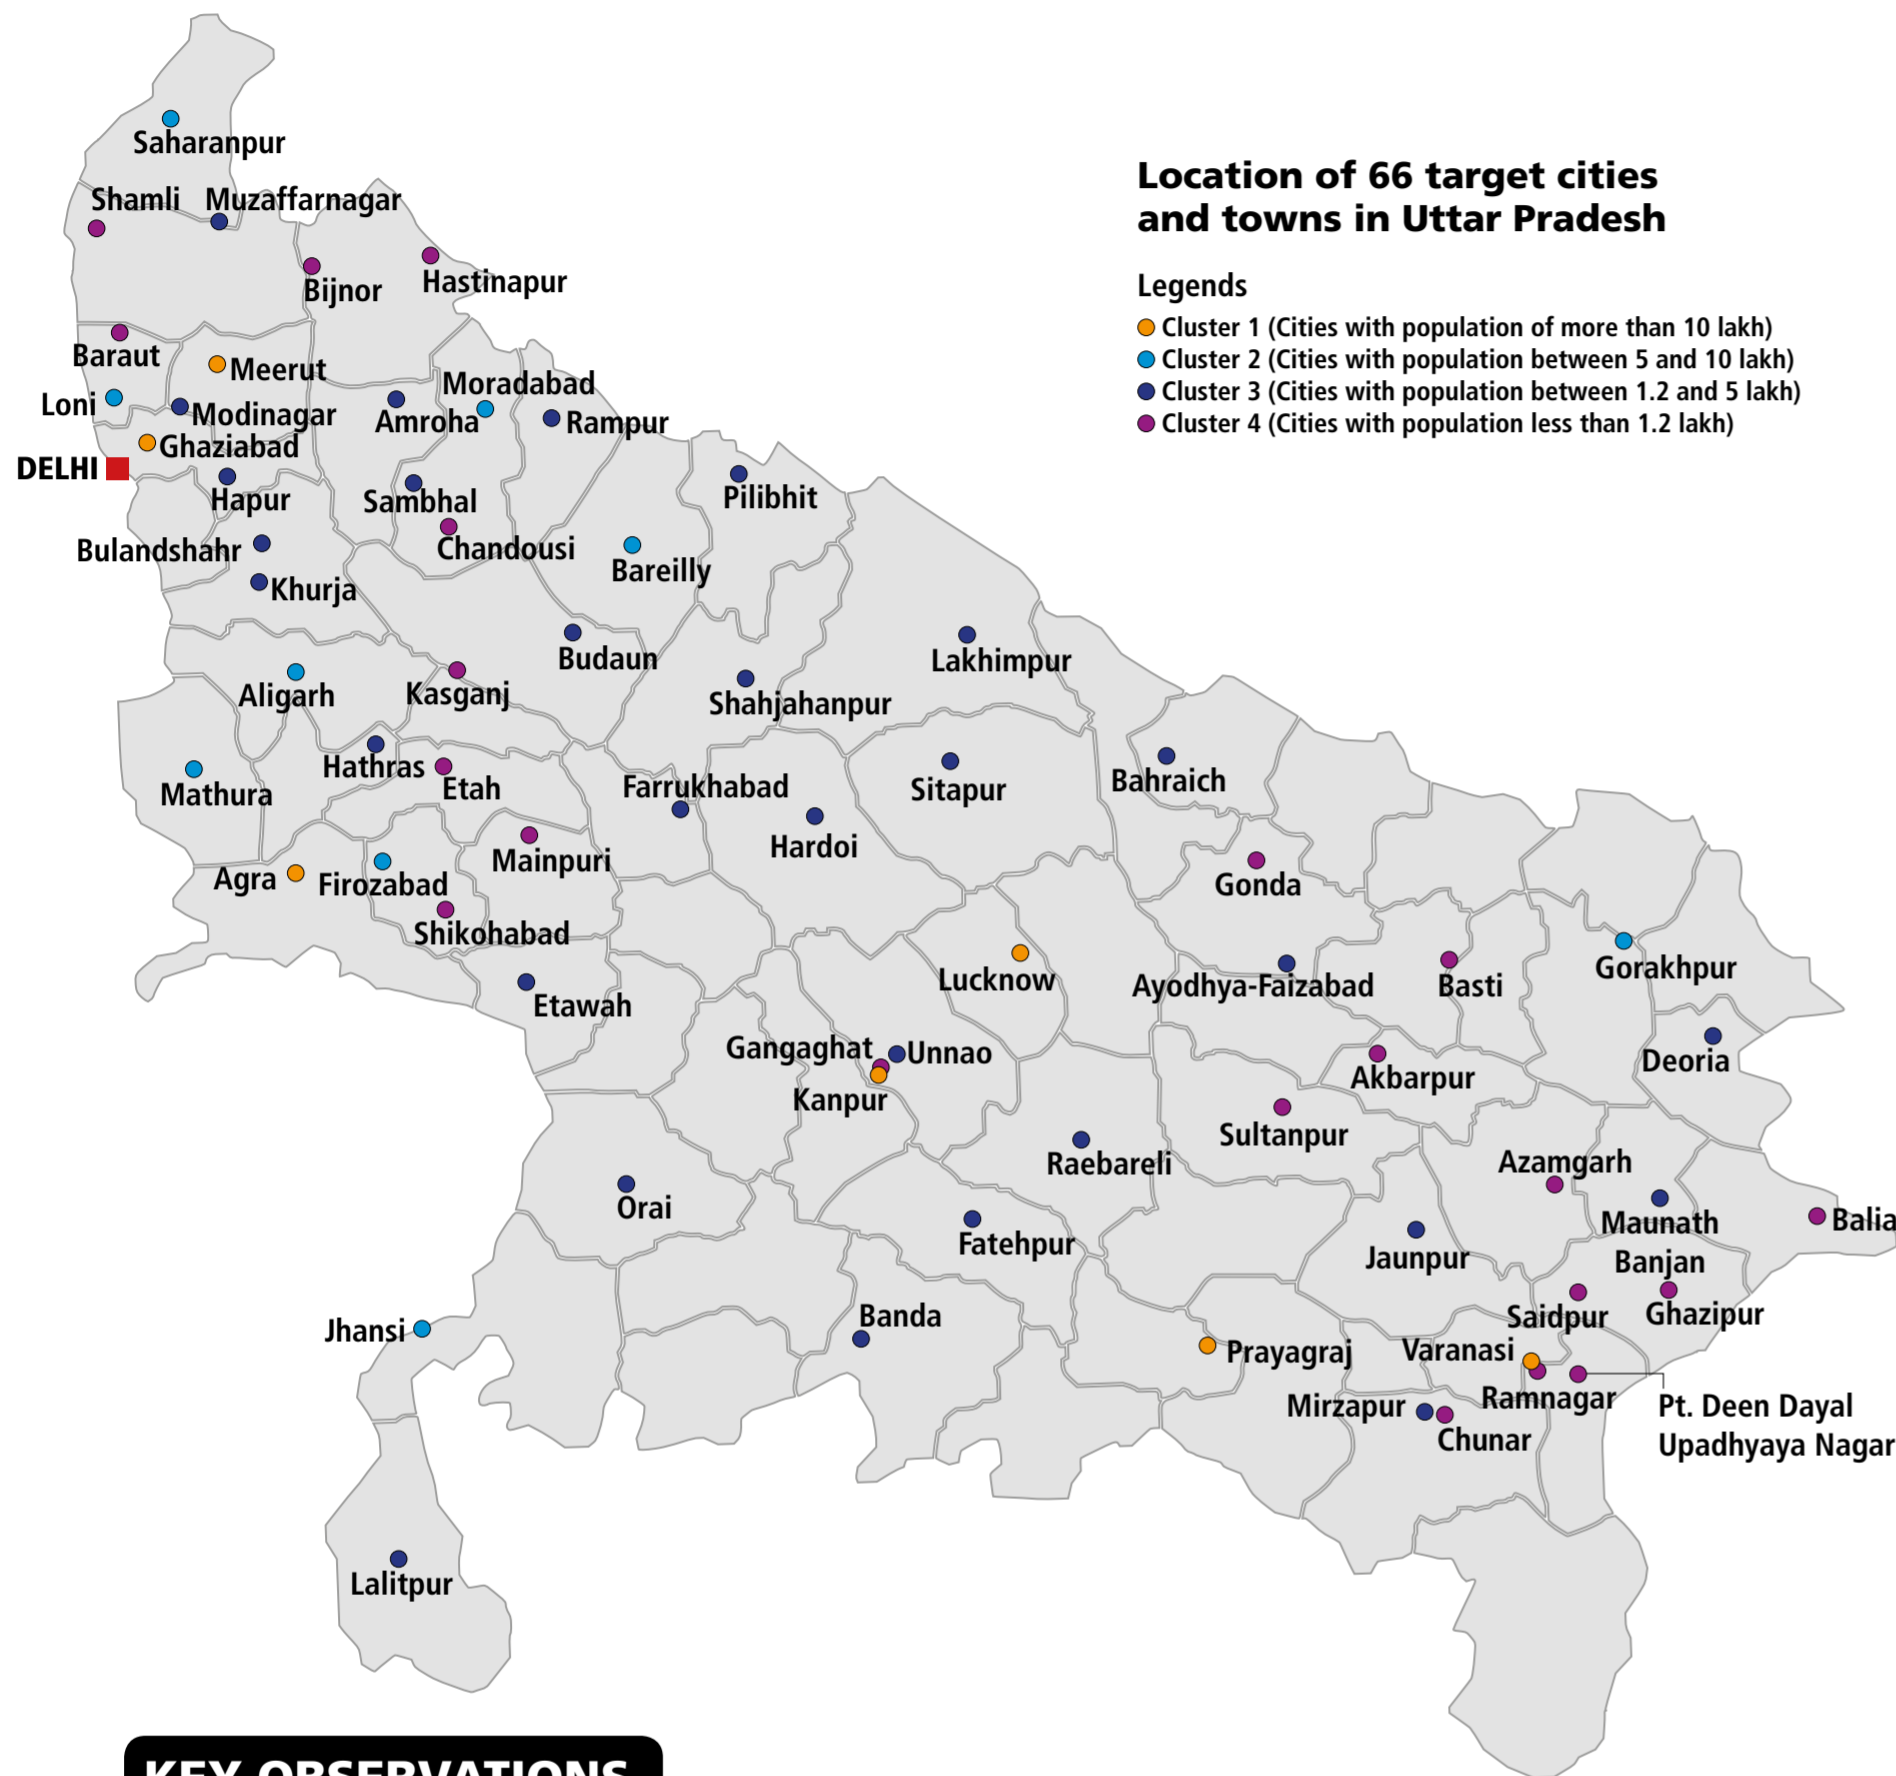 Location of 66 target cities
and towns in Uttar Pradesh
Legends
Cluster 1 (Cities with population of more than 10 lakh)
Cluster 2 (Cities with population between 5 and 10 lakh)
Cluster 3 (Cities with population between 1.2 and 5 lakh)
Cluster 4 (Cities with population less than 1.2 lakh)
Saharanpur
Shamli
Muzaffarnagar
Bijnor
Hastinapur
Baraut
Meerut
Moradabad
Loni
Modinagar
Amroha
Rampur
Ghaziabad
DELHI
Hapur
Sambhal
Pilibhit
Bulandshahr
Chandousi
Bareilly
Khurja
Budaun
Lakhimpur
Aligarh
Kasganj
Shahjahanpur
Hathras
Mathura
Etah
Farrukhabad
Sitapur
Bahraich
Hardoi
Mainpuri
Agra
Firozabad
Gonda
Shikohabad
Lucknow
Ayodhya-Faizabad
Basti
Gorakhpur
Etawah
Gangaghat
Unnao
Kanpur
Akbarpur
Deoria
Sultanpur
Raebareli
Azamgarh
Orai
Maunath
Banjan
Balia
Fatehpur
Jaunpur
Jhansi
Banda
Saidpur
Ghazipur
Prayagraj
Varanasi
Ramnagar
Mirzapur
Chunar
Pt. Deen Dayal
Upadhyaya Nagar
Lalitpur
KEY OBSERVATIONS